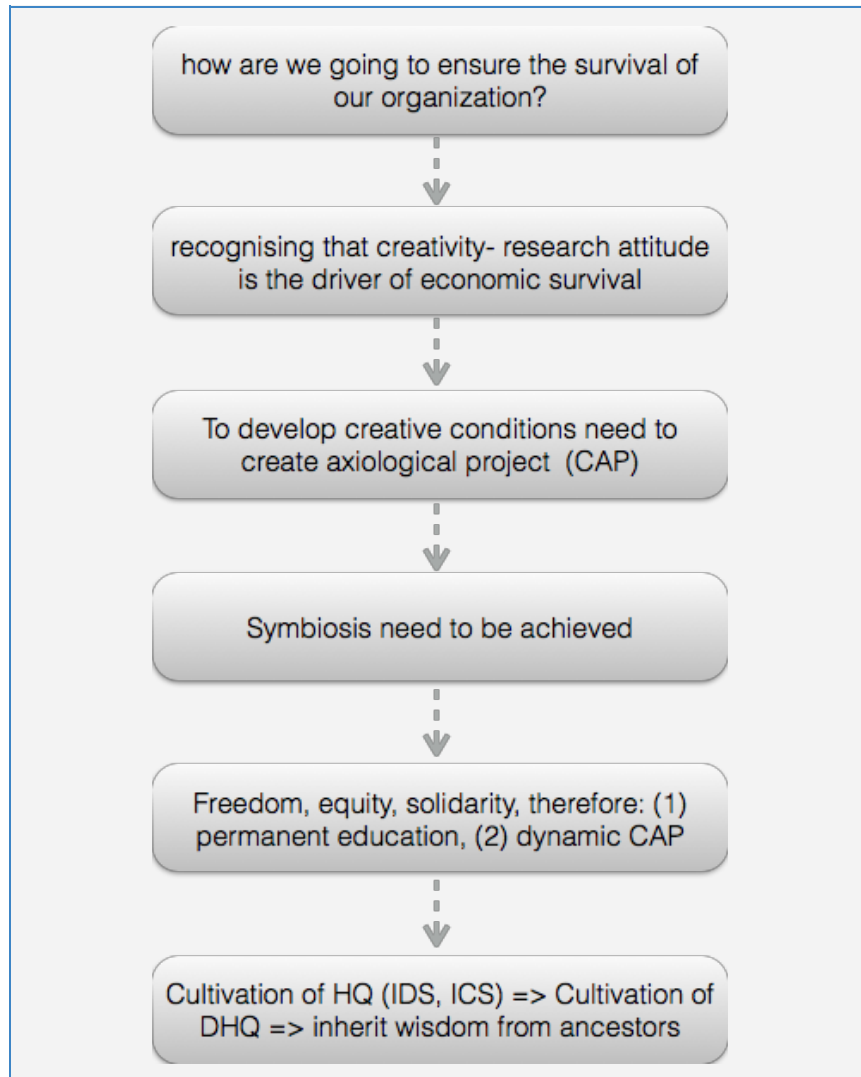 how are we going to ensure the survival of
our organization?
recognising that creativity- research attitude
is the driver of economic survival
To develop creative conditions need to
create axiological project (CAP)
Symbiosis need to be achieved
Freedom, equity, solidarity, therefore: (1)
permanent education, (2) dynamic CAP
Cultivation of HQ (IDS, ICS) => Cultivation of
DHQ => inherit wisdom from ancestors